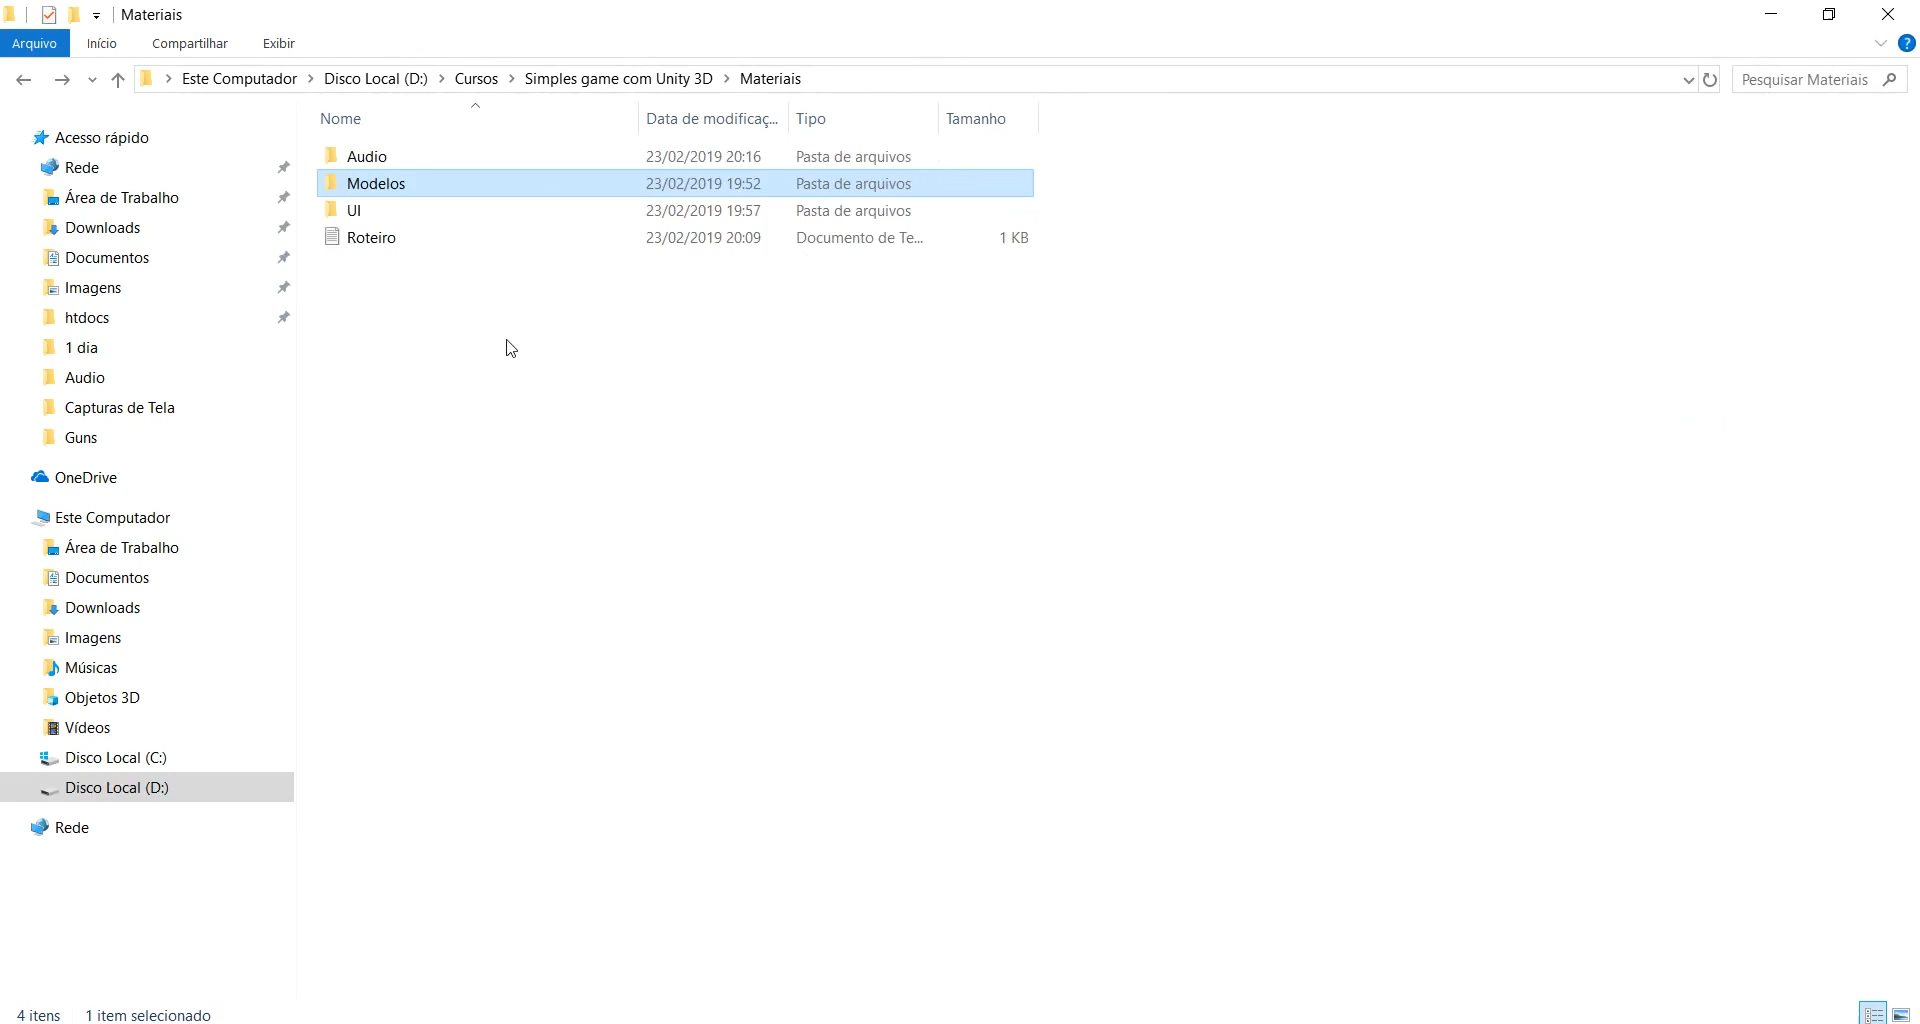 Materiais
Arquivo Início Compartilhar Exibir
Este Computador Disco Local (D:) Cursos Simples game com Unity 3D Materiais
Pesquisar Materiais
Nome Data de modificaç... Tipo Tamanho
Audio 23/02/2019 20:16 Pasta de arquivos
Modelos 23/02/2019 19:52 Pasta de arquivos
UI 23/02/2019 19:57 Pasta de arquivos
Roteiro 23/02/2019 20:09 Documento de Te... 1 KB
Acesso rápido
Rede
Área de Trabalho
Downloads
Documentos
Imagens
htdocs
1 dia
Audio
Capturas de Tela
Guns
OneDrive
Este Computador
Área de Trabalho
Documentos
Downloads
Imagens
Músicas
Objetos 3D
Vídeos
Disco Local (C:)
Disco Local (D:)
Rede
4 itens 1 item selecionado